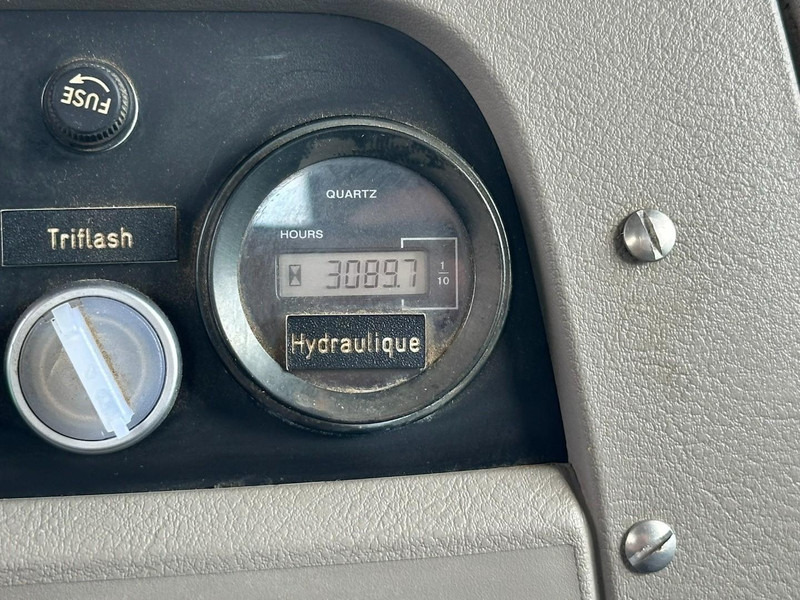 FUSE
Triflash
QUARTZ
HOURS
3089.7
1/10
Hydraulique